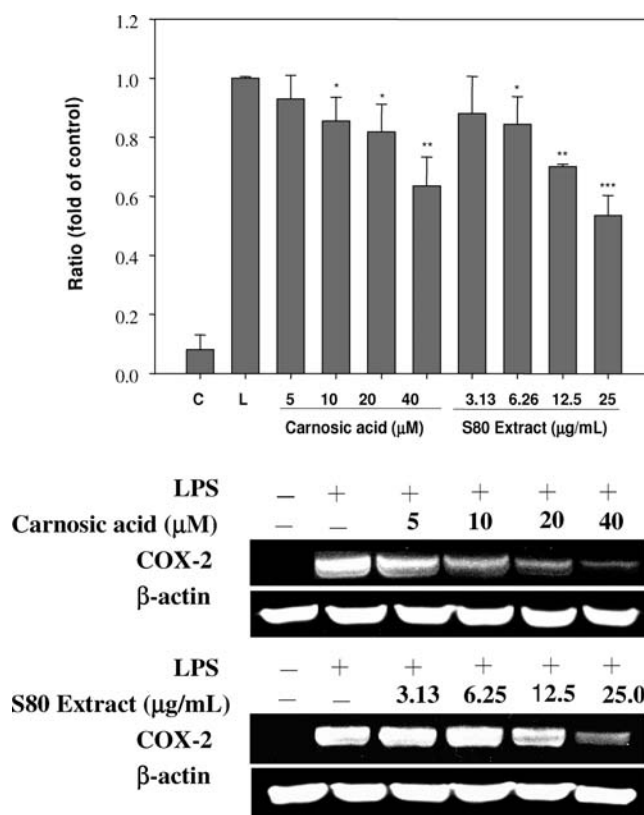 1.2
1.0
0.8
0.6
0.4
0.2
0.0
Ratio (fold of control)
* * ** * ** ***
C L 5 10 20 40 3.13 6.26 12.5 25
Carnosic acid (μM) S80 Extract (μg/mL)
LPS – + + + + +
Carnosic acid (μM) – – 5 10 20 40
COX-2
β-actin
LPS – + + + + +
S80 Extract (μg/mL) – – 3.13 6.25 12.5 25.0
COX-2
β-actin